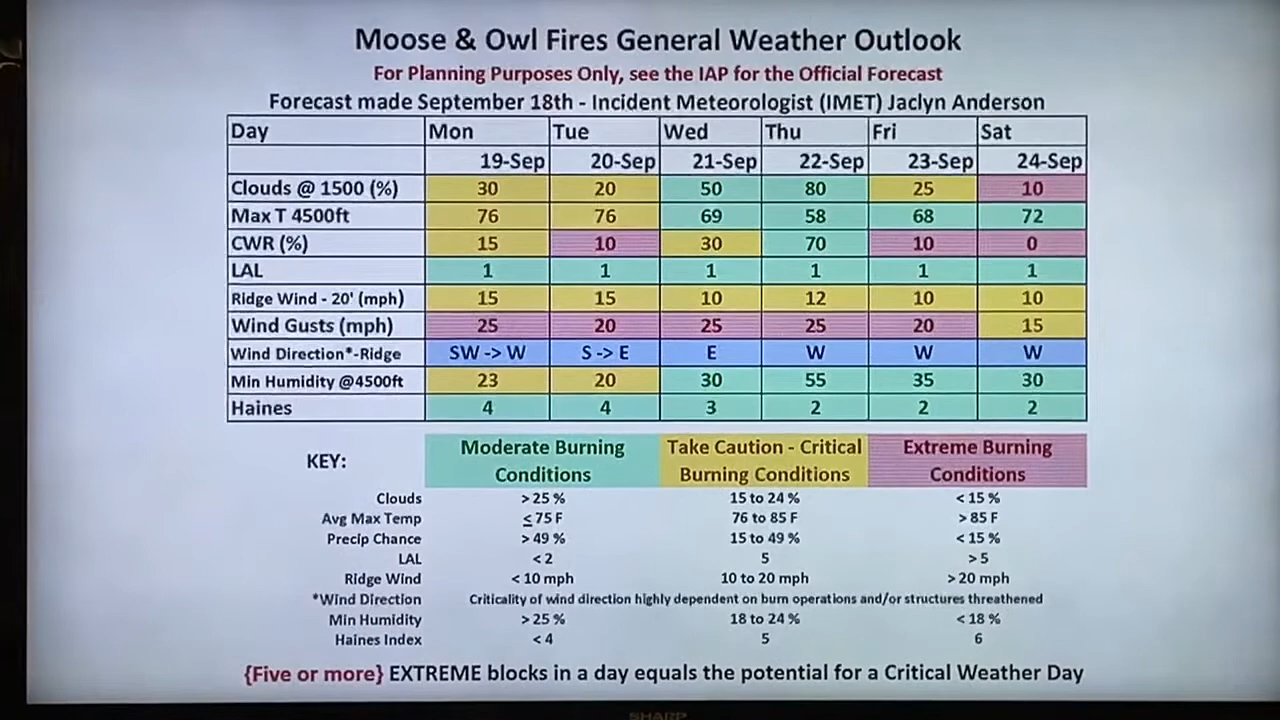 Moose & Owl Fires General Weather Outlook
For Planning Purposes Only, see the IAP for the Official Forecast
Forecast made September 18th - Incident Meteorologist (IMET) Jaclyn Anderson
Day Mon Tue Wed Thu Fri Sat
19-Sep 20-Sep 21-Sep 22-Sep 23-Sep 24-Sep
Clouds @ 1500 (%) 30 20 50 80 25 10
Max T 4500ft 76 76 69 58 68 72
CWR (%) 15 10 30 70 10 0
LAL 1 1 1 1 1 1
Ridge Wind - 20' (mph) 15 15 10 12 10 10
Wind Gusts (mph) 25 20 25 25 20 15
Wind Direction*-Ridge SW -> W S -> E E W W W
Min Humidity @4500ft 23 20 30 55 35 30
Haines 4 4 3 2 2 2
KEY: Moderate Burning Conditions Take Caution - Critical Burning Conditions Extreme Burning Conditions
Clouds > 25 % 15 to 24 % < 15 %
Avg Max Temp ≤ 75 F 76 to 85 F > 85 F
Precip Chance > 49 % 15 to 49 % < 15 %
LAL < 2 5 > 5
Ridge Wind < 10 mph 10 to 20 mph > 20 mph
*Wind Direction Criticality of wind direction highly dependent on burn operations and/or structures threathened
Min Humidity > 25 % 18 to 24 % < 18 %
Haines Index < 4 5 6
{Five or more} EXTREME blocks in a day equals the potential for a Critical Weather Day
SHARP